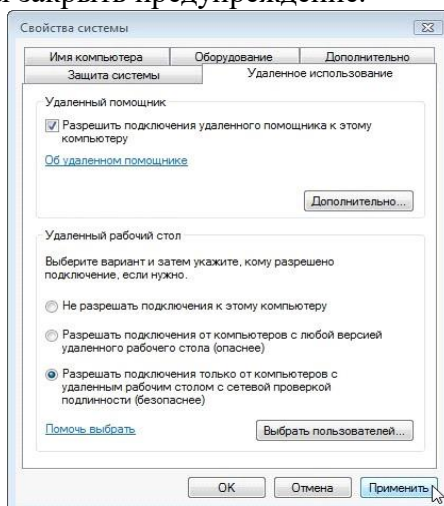 закрыть предупреждение.
Свойства системы
Имя компьютера Оборудование Дополнительно
Защита системы Удаленное использование
Удаленный помощник
Разрешить подключения удаленного помощника к этому
компьютеру
Об удаленном помощнике
Дополнительно...
Удаленный рабочий стол
Выберите вариант и затем укажите, кому разрешено
подключение, если нужно.
Не разрешать подключения к этому компьютеру
Разрешать подключения от компьютеров с любой версией
удаленного рабочего стола (опаснее)
Разрешать подключения только от компьютеров с
удаленным рабочим столом с сетевой проверкой
подлинности (безопаснее)
Помочь выбрать
Выбрать пользователей...
OK Отмена Применить